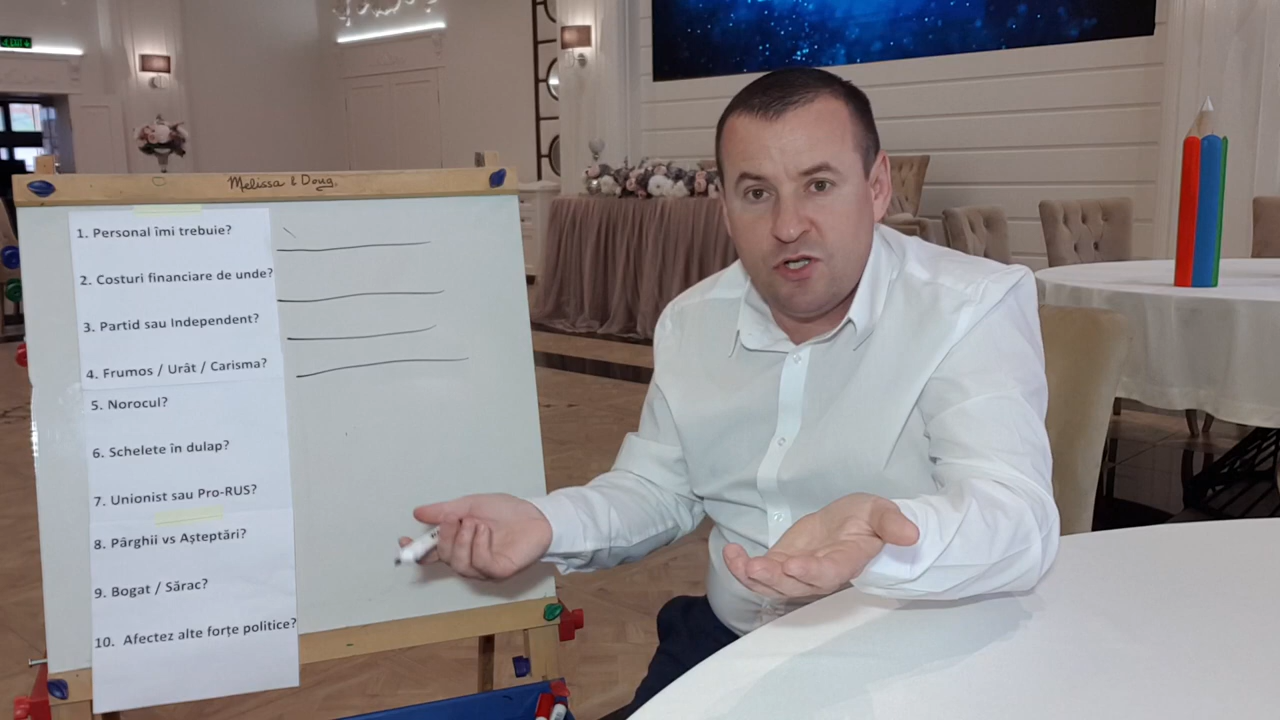 EXIT
Melissa & Doug
1. Personal îmi trebuie?
2. Costuri financiare de unde?
3. Partid sau Independent?
4. Frumos / Urât / Carisma?
5. Norocul?
6. Schelete în dulap?
7. Unionist sau Pro-RUS?
8. Pârghii vs Așteptări?
9. Bogat / Sărac?
10. Afectez alte forțe politice?